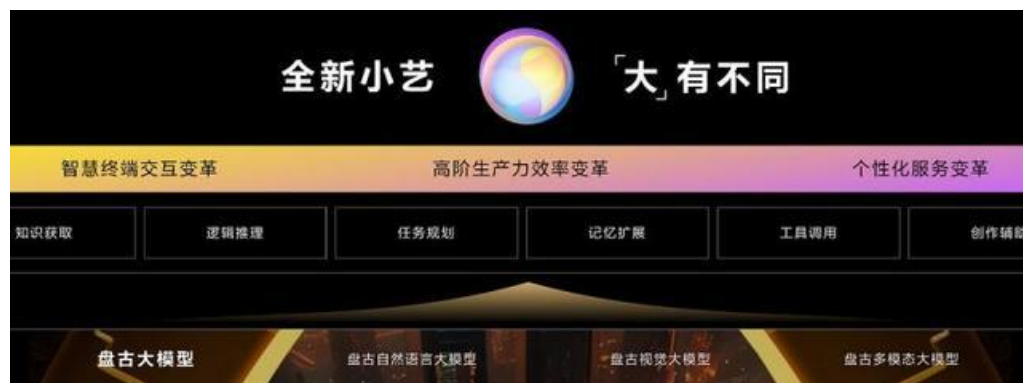 全新小艺 「大」有不同
智慧终端交互变革 高阶生产力效率变革 个性化服务变革
知识获取 逻辑推理 任务规划 记忆扩展 工具调用 创作辅助
盘古大模型 盘古自然语言大模型 盘古视觉大模型 盘古多模态大模型